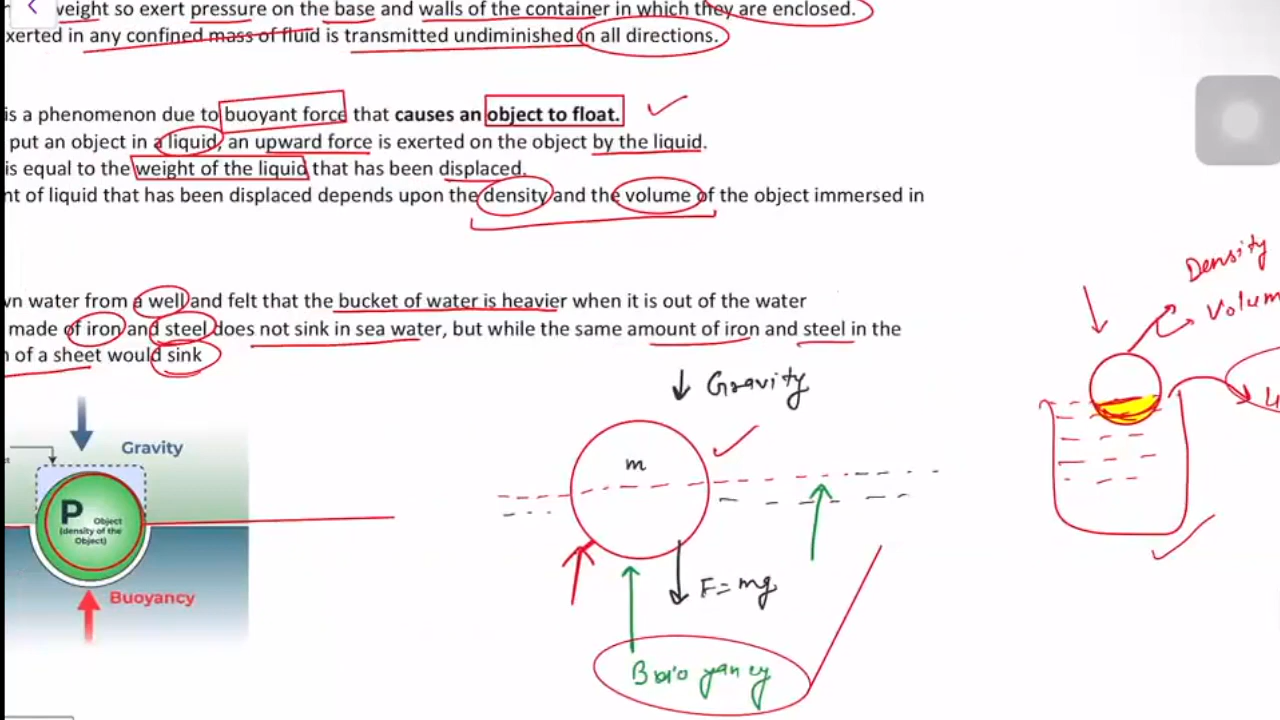 weight so exert pressure on the base and walls of the container in which they are enclosed.
xerted in any confined mass of fluid is transmitted undiminished in all directions.
is a phenomenon due to buoyant force that causes an object to float.
put an object in a liquid, an upward force is exerted on the object by the liquid.
is equal to the weight of the liquid that has been displaced.
nt of liquid that has been displaced depends upon the density and the volume of the object immersed in
vn water from a well and felt that the bucket of water is heavier when it is out of the water
made of iron and steel does not sink in sea water, but while the same amount of iron and steel in the
of a sheet would sink
Density
Volum
Gravity
m
F = mg
Gravity
P
Object
(density of the
Object)
Buoyancy